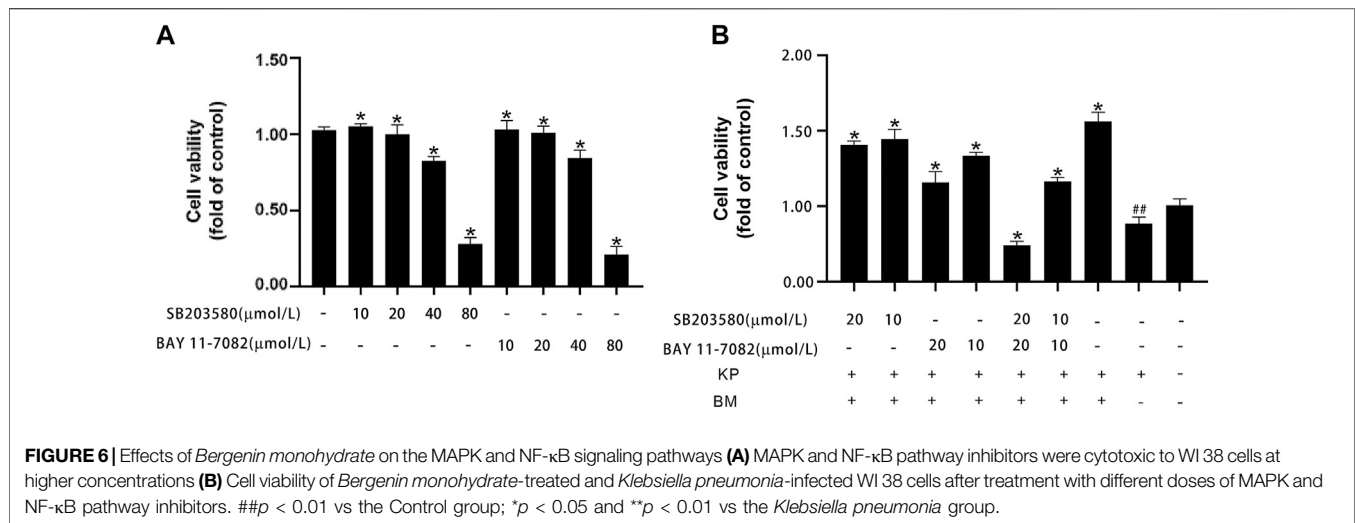 A
Cell viability
(fold of control)
1.50
1.00
0.50
0.00
* * * * * * * *
SB203580(μmol/L) - 10 20 40 80 - - - -
BAY 11-7082(μmol/L) - - - - - 10 20 40 80
B
Cell viability
(fold of control)
2.00
1.50
1.00
0.00
* * * * * * * ##
SB203580(μmol/L) 20 10 - - 20 10 - - -
BAY 11-7082(μmol/L) - - 20 10 20 10 - - -
KP + + + + + + + + -
BM + + + + + + + - -
FIGURE 6 | Effects of Bergenin monohydrate on the MAPK and NF-κB signaling pathways (A) MAPK and NF-κB pathway inhibitors were cytotoxic to WI 38 cells at
higher concentrations (B) Cell viability of Bergenin monohydrate-treated and Klebsiella pneumonia-infected WI 38 cells after treatment with different doses of MAPK and
NF-κB pathway inhibitors. ##p < 0.01 vs the Control group; *p < 0.05 and **p < 0.01 vs the Klebsiella pneumonia group.